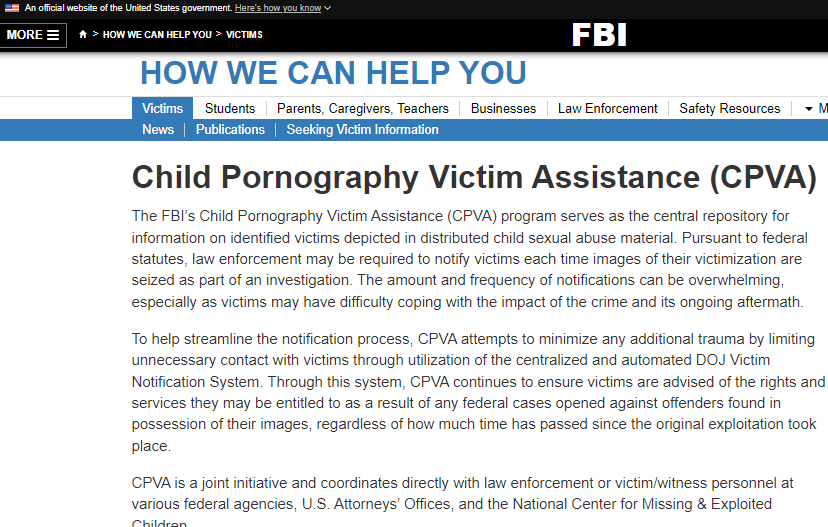 An official website of the United States government. Here's how you know
MORE
> HOW WE CAN HELP YOU > VICTIMS
FBI
HOW WE CAN HELP YOU
Victims Students Parents, Caregivers, Teachers Businesses Law Enforcement Safety Resources M
News Publications Seeking Victim Information
Child Pornography Victim Assistance (CPVA)
The FBI’s Child Pornography Victim Assistance (CPVA) program serves as the central repository for
information on identified victims depicted in distributed child sexual abuse material. Pursuant to federal
statutes, law enforcement may be required to notify victims each time images of their victimization are
seized as part of an investigation. The amount and frequency of notifications can be overwhelming,
especially as victims may have difficulty coping with the impact of the crime and its ongoing aftermath.
To help streamline the notification process, CPVA attempts to minimize any additional trauma by limiting
unnecessary contact with victims through utilization of the centralized and automated DOJ Victim
Notification System. Through this system, CPVA continues to ensure victims are advised of the rights and
services they may be entitled to as a result of any federal cases opened against offenders found in
possession of their images, regardless of how much time has passed since the original exploitation took
place.
CPVA is a joint initiative and coordinates directly with law enforcement or victim/witness personnel at
various federal agencies, U.S. Attorneys’ Offices, and the National Center for Missing & Exploited
Children